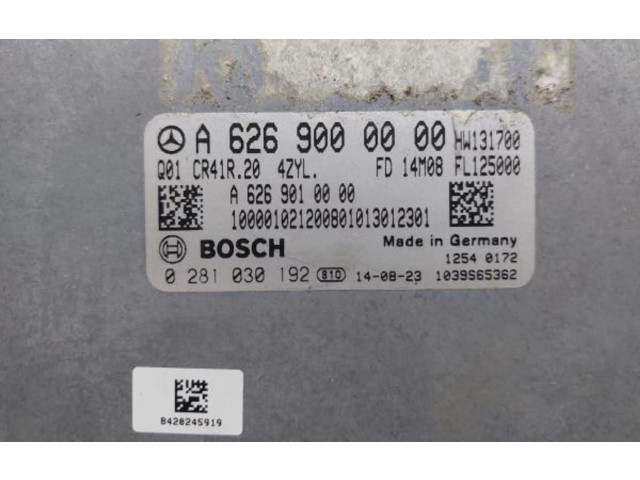 A 626 900 00 00 HW131700
Q01 CR41R.20 4ZYL. FD 14M08 FL125000
A 626 901 00 00
10000102120080101301230​1
BOSCH Made in Germany
1254 0172
0 281 030 192 810 14-08-23 1039S65362
8420245919